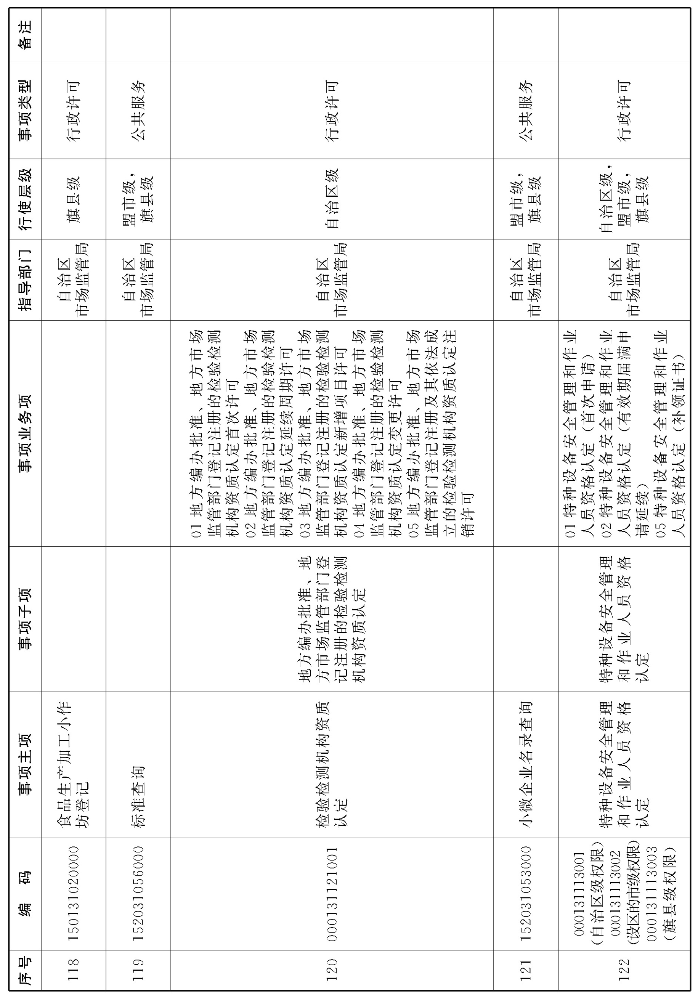 序号
编 码
事项主项
事项子项
事项业务项
指导部门
行使层级
事项类型
备注
118
150131020000
食品生产加工小作
坊登记
自治区
市场监管局
旗县级
行政许可
119
152031056000
标准查询
自治区
市场监管局
盟市级，
旗县级
公共服务
120
000131121001
检验检测机构资质
认定
地方编办批准、地
方市场监管部门登
记注册的检验检测
机构资质认定
01 地方编办批准、地方市场
监管部门登记注册的检验检测
机构资质认定首次许可
02 地方编办批准、地方市场
监管部门登记注册的检验检测
机构资质认定延续周期许可
03 地方编办批准、地方市场
监管部门登记注册的检验检测
机构资质认定新增项目许可
04 地方编办批准、地方市场
监管部门登记注册的检验检测
机构资质认定变更许可
05 地方编办批准、地方市场
监管部门登记注册及其依法成
立的检验检测机构资质认定注
销许可
自治区
市场监管局
自治区级
行政许可
121
152031053000
小微企业名录查询
自治区
市场监管局
盟市级，
旗县级
公共服务
122
000131113001
（自治区级权限）
000131113002
（设区的市级权限）
000131113003
（旗县级权限）
特种设备安全管理
和作业人员资格
认定
特种设备安全管理
和作业人员资格
认定
01 特种设备安全管理和作业
人员资格认定（首次申请）
02 特种设备安全管理和作业
人员资格认定（有效期届满申
请延续）
05 特种设备安全管理和作业
人员资格认定（补领证书）
自治区
市场监管局
自治区级，
盟市级，
旗县级
行政许可